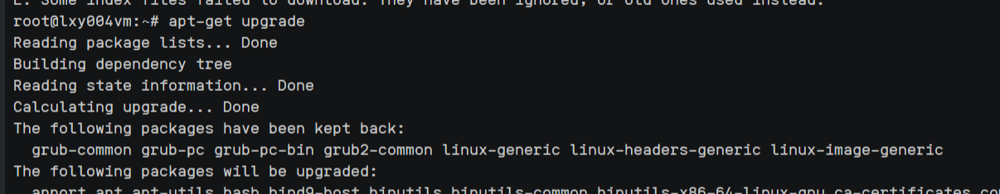 E: Some index files failed to download. They have been ignored, or old ones used instead.
root@lxy004vm:~# apt-get upgrade
Reading package lists... Done
Building dependency tree
Reading state information... Done
Calculating upgrade... Done
The following packages have been kept back:
  grub-common grub-pc grub-pc-bin grub2-common linux-generic linux-headers-generic linux-image-generic
The following packages will be upgraded:
  apport apt apt-utils bash bind9-host binutils binutils-common binutils-x86-64-linux-gnu ca-certificates